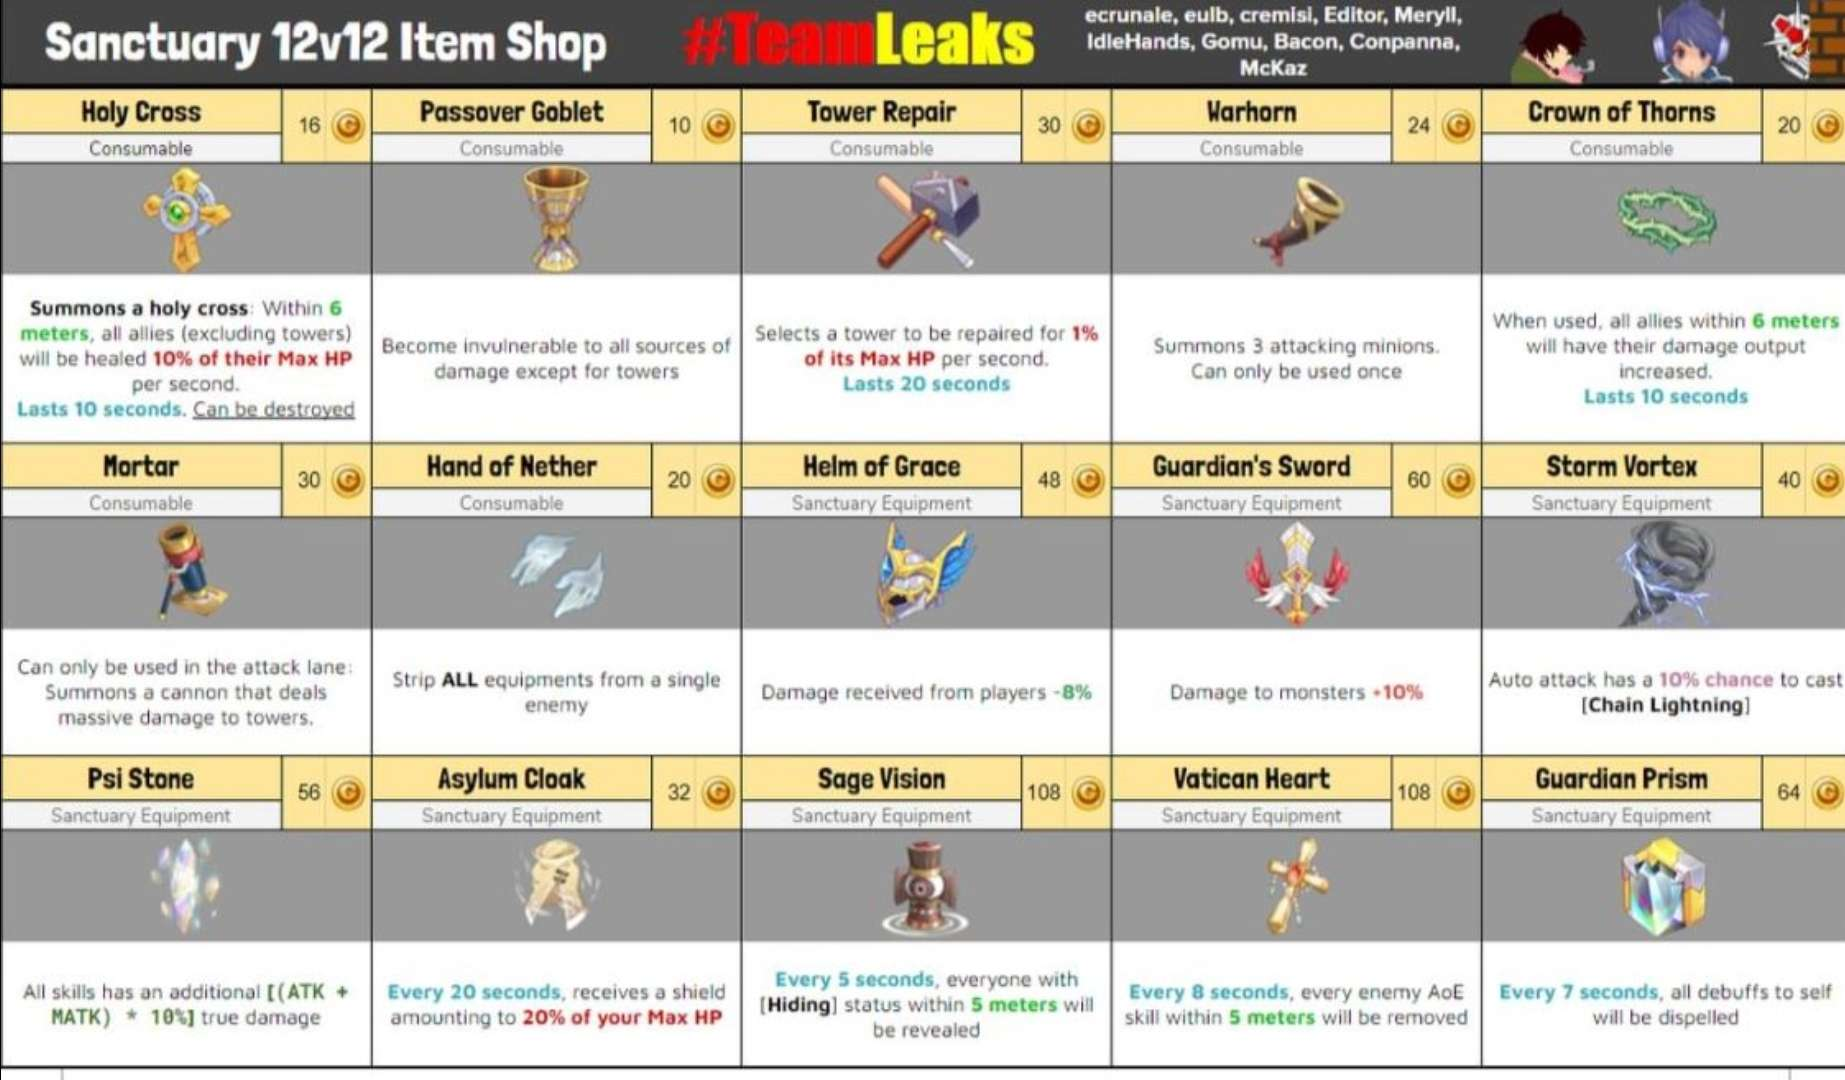 Sanctuary 12v12 Item Shop
#TeamLeaks
ecrunale, eulb, cremisi, Editor, Meryll,
IdleHands, Gomu, Bacon, Conpanna,
McKaz
Holy Cross
16
Consumable
Passover Goblet
10
Consumable
Tower Repair
30
Consumable
Warhorn
24
Consumable
Crown of Thorns
20
Consumable
Summons a holy cross: Within 6
meters, all allies (excluding towers)
will be healed 10% of their Max HP
per second.
Lasts 10 seconds. Can be destroyed
Become invulnerable to all sources of
damage except for towers
Selects a tower to be repaired for 1%
of its Max HP per second.
Lasts 20 seconds
Summons 3 attacking minions.
Can only be used once
When used, all allies within 6 meters
will have their damage output
increased.
Lasts 10 seconds
Mortar
30
Consumable
Hand of Nether
20
Consumable
Helm of Grace
48
Sanctuary Equipment
Guardian's Sword
60
Sanctuary Equipment
Storm Vortex
40
Sanctuary Equipment
Can only be used in the attack lane:
Summons a cannon that deals
massive damage to towers.
Strip ALL equipments from a single
enemy
Damage received from players -8%
Damage to monsters +10%
Auto attack has a 10% chance to cast
[Chain Lightning]
Psi Stone
56
Sanctuary Equipment
Asylum Cloak
32
Sanctuary Equipment
Sage Vision
108
Sanctuary Equipment
Vatican Heart
108
Sanctuary Equipment
Guardian Prism
64
Sanctuary Equipment
All skills has an additional [(ATK +
MATK) * 10%] true damage
Every 20 seconds, receives a shield
amounting to 20% of your Max HP
Every 5 seconds, everyone with
[Hiding] status within 5 meters will
be revealed
Every 8 seconds, every enemy AoE
skill within 5 meters will be removed
Every 7 seconds, all debuffs to self
will be dispelled